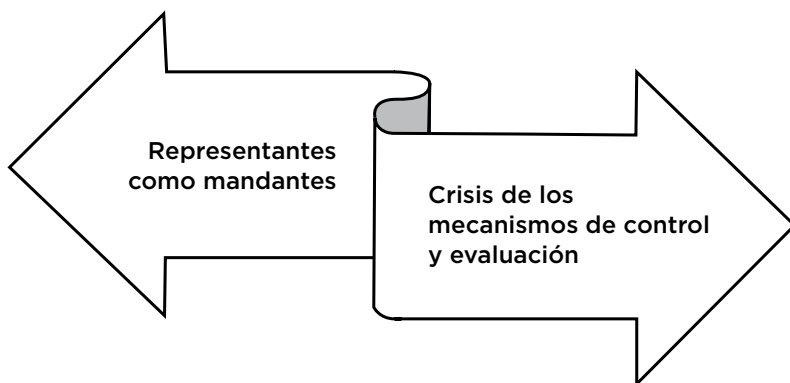 Representantes
como mandantes
Crisis de los
mecanismos de control
y evaluación